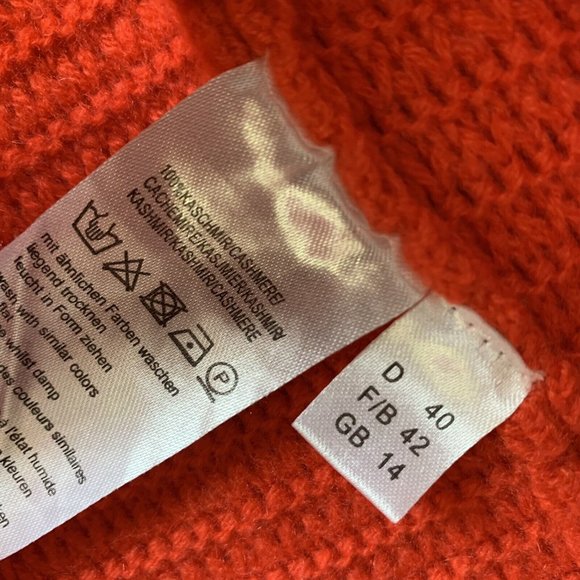 100%KASCHMIR/CASHMERE/
CACHEMIRE/KASJMIER/KASHMIR/
KASHMIR/KASHMIR/CASHMERE
P
mit ähnlichen Farben waschen
liegend trocknen
feucht in Form ziehen
wash with similar colors
whilst damp
des couleurs similaires
à l'état humide
kleuren
D 40
F/B 42
GB 14